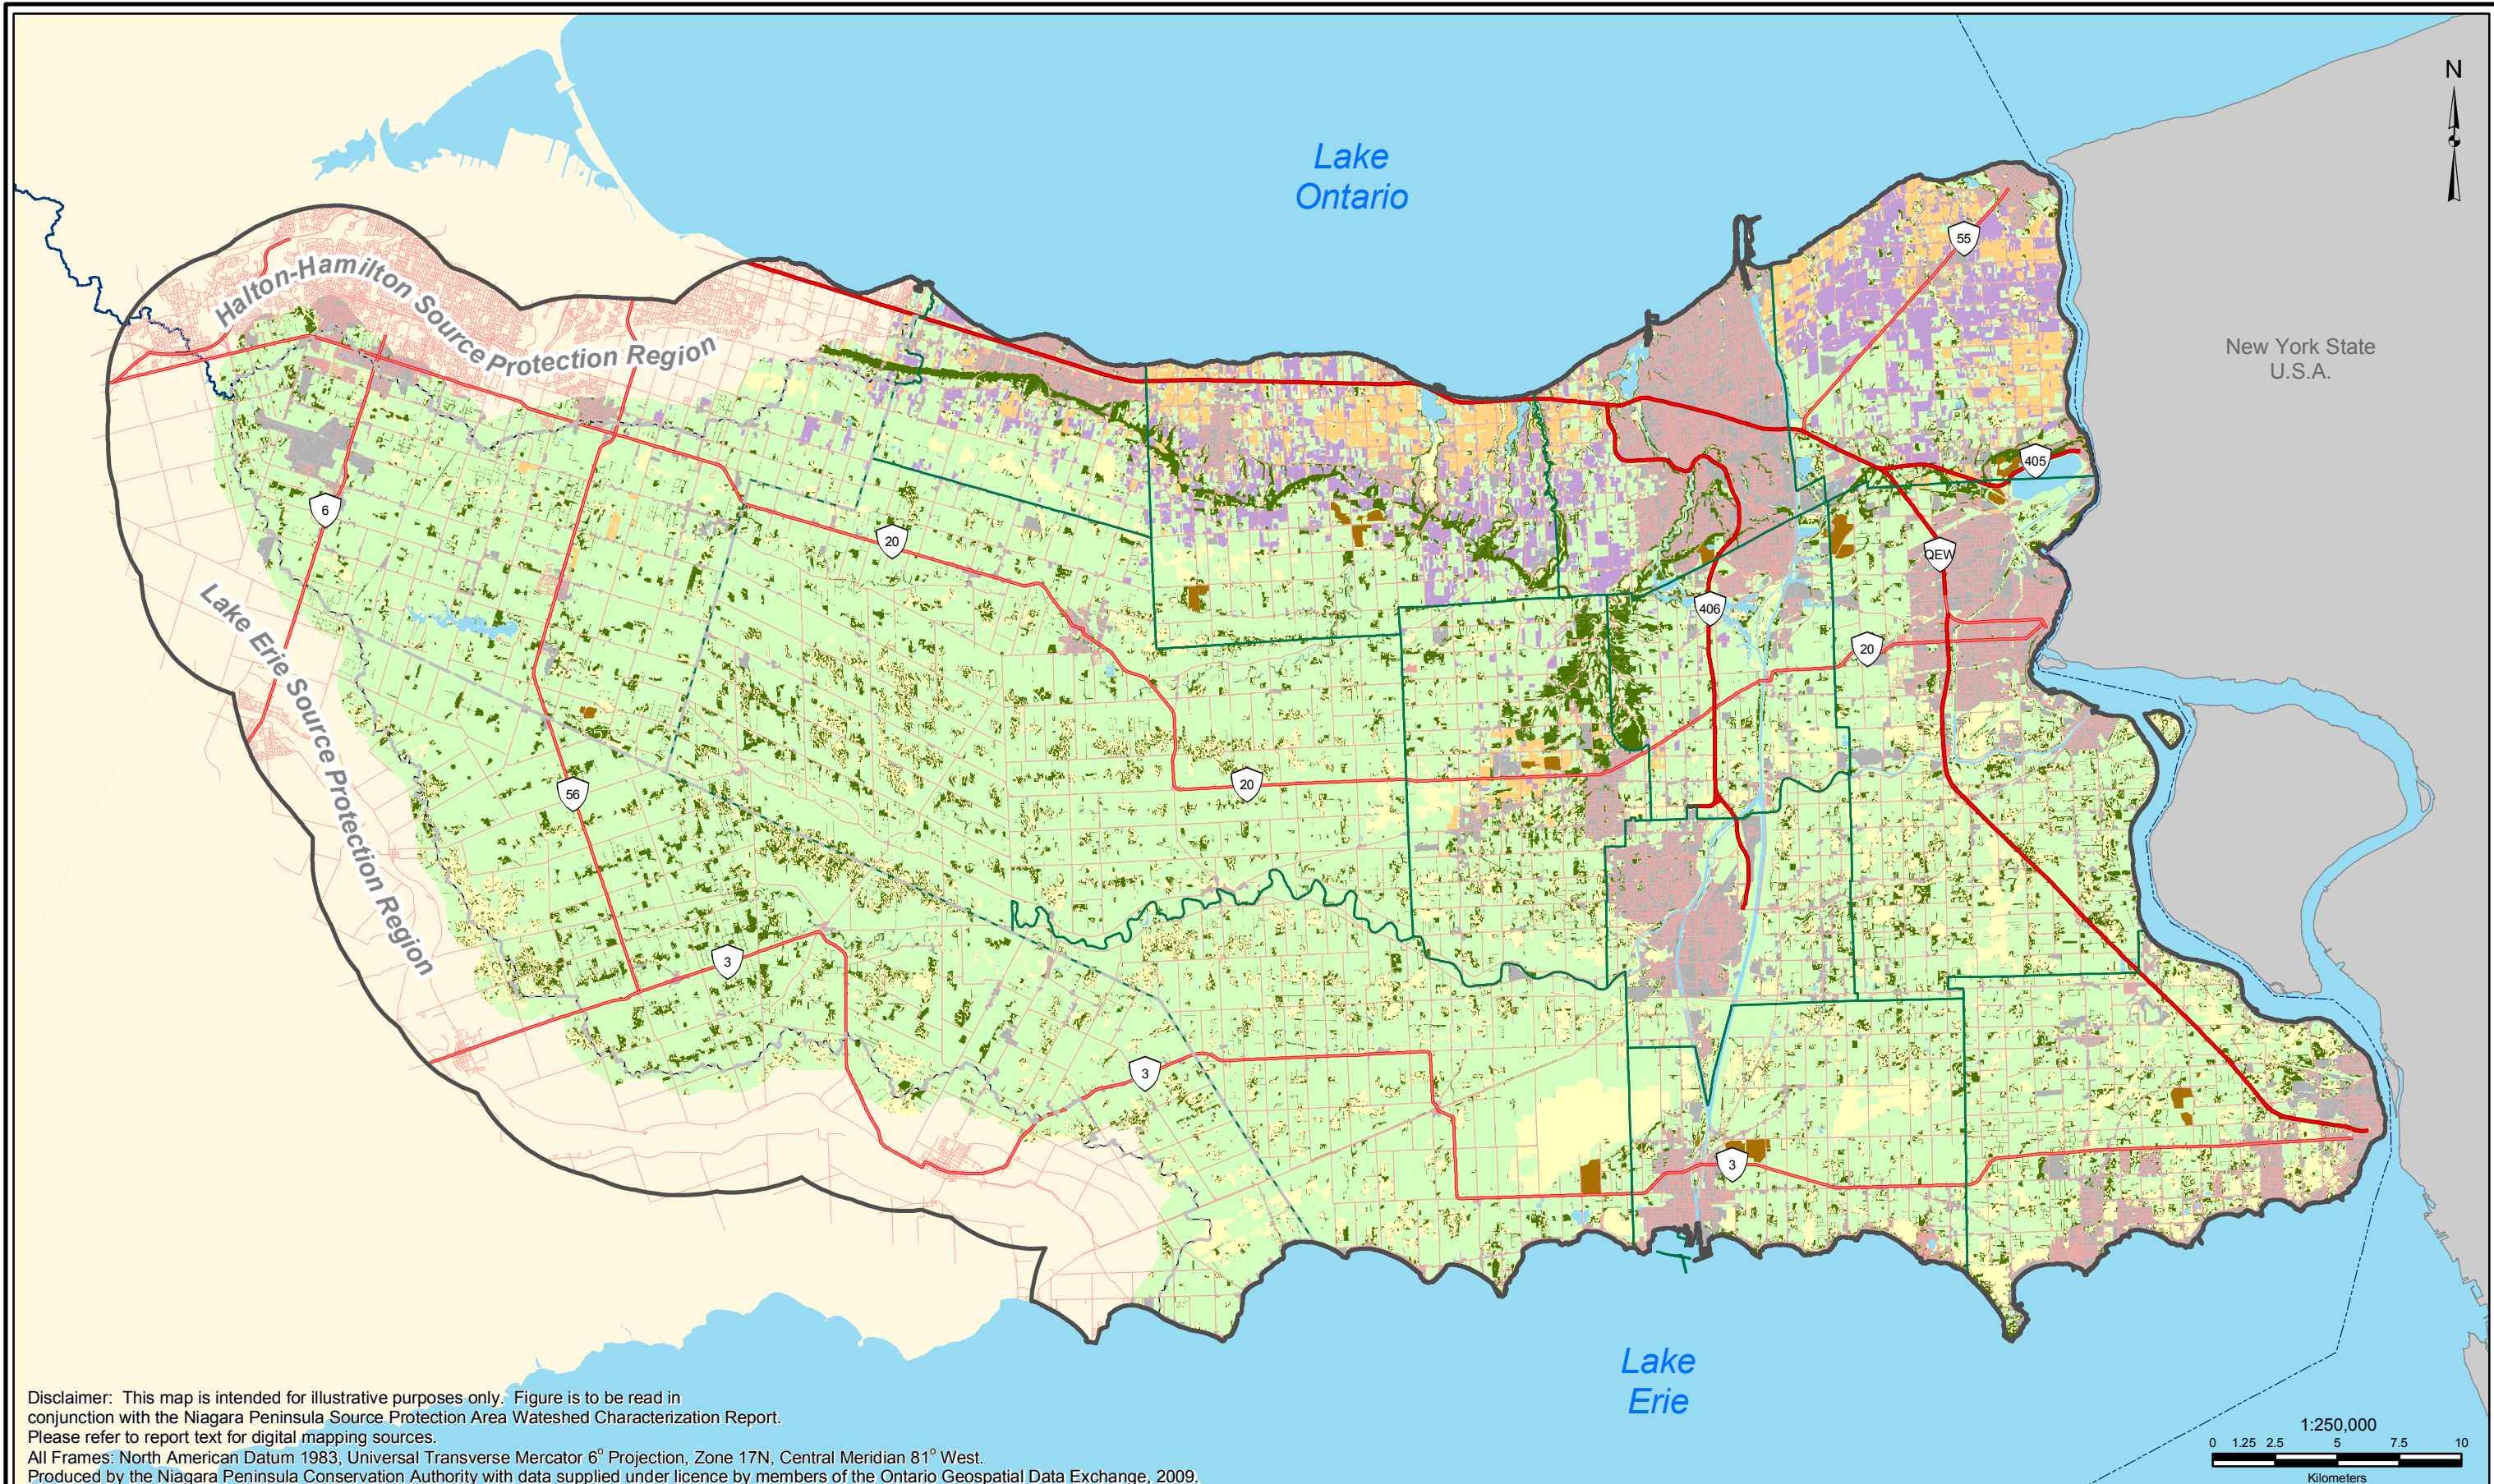 N
Lake
Ontario
55
New York State
U.S.A.
Halton-Hamilton Source Protection Region
405
6
20
QEW
406
20
Lake Erie Source Protection Region
20
56
3
3
3
Lake
Erie
Disclaimer: This map is intended for illustrative purposes only. Figure is to be read in
conjunction with the Niagara Peninsula Source Protection Area Wateshed Characterization Report.
Please refer to report text for digital mapping sources.
All Frames: North American Datum 1983, Universal Transverse Mercator 6° Projection, Zone 17N, Central Meridian 81° West.
Produced by the Niagara Peninsula Conservation Authority with data supplied under licence by members of the Ontario Geospatial Data Exchange, 2009.
1:250,000
0 1.25 2.5 5 7.5 10
Kilometers